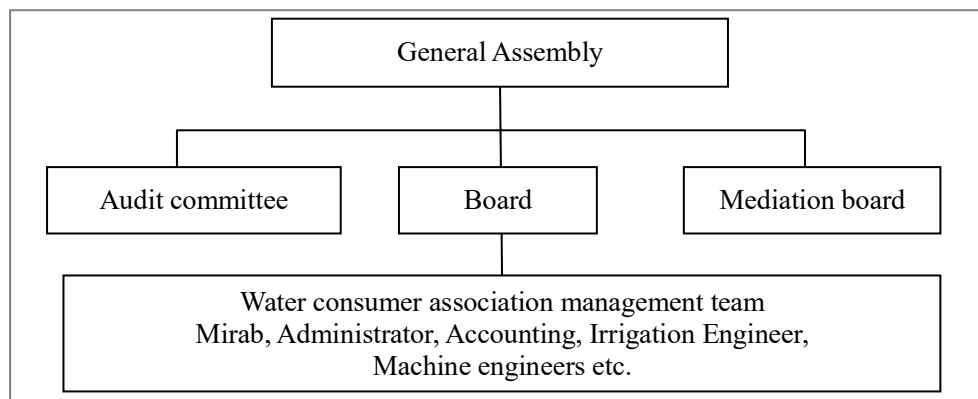 General Assembly
Audit committee
Board
Mediation board
Water consumer association management team
Mirab, Administrator, Accounting, Irrigation Engineer,
Machine engineers etc.